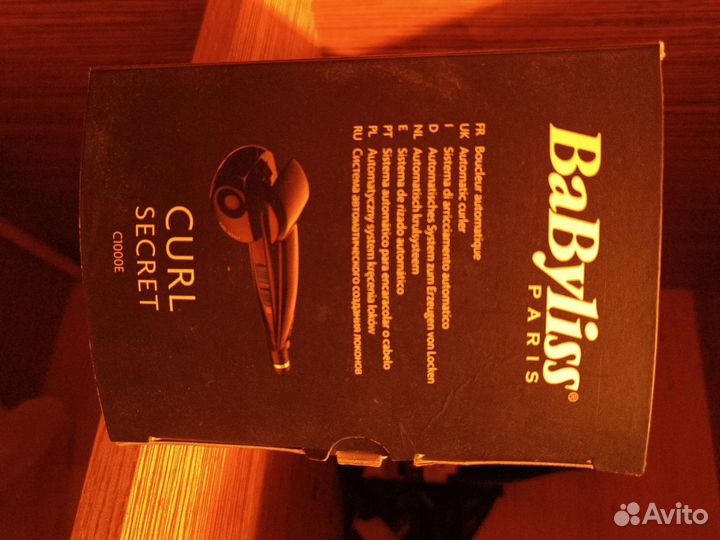 BaByliss®
PARIS
FR Boucleur automatique
UK Automatic curler
I Sistema di arricciamento automatico
D Automatisches System zum Erzeugen von Locken
NL Automatisch krulsysteem
E Sistema de rizado automático
PT Sistema automático pira encaracolar o cabelo
PL Automatyczny system kręcenia loków
RU Система автоматического создания локонов
CURL
SECRET
C1000E
Avito